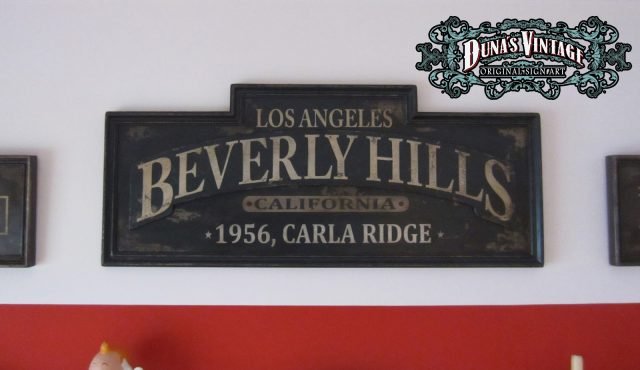 DUNA'S VINTAGE
ORIGINAL SIGN ART
LOS ANGELES
BEVERLY HILLS
CALIFORNIA
1956, CARLA RIDGE